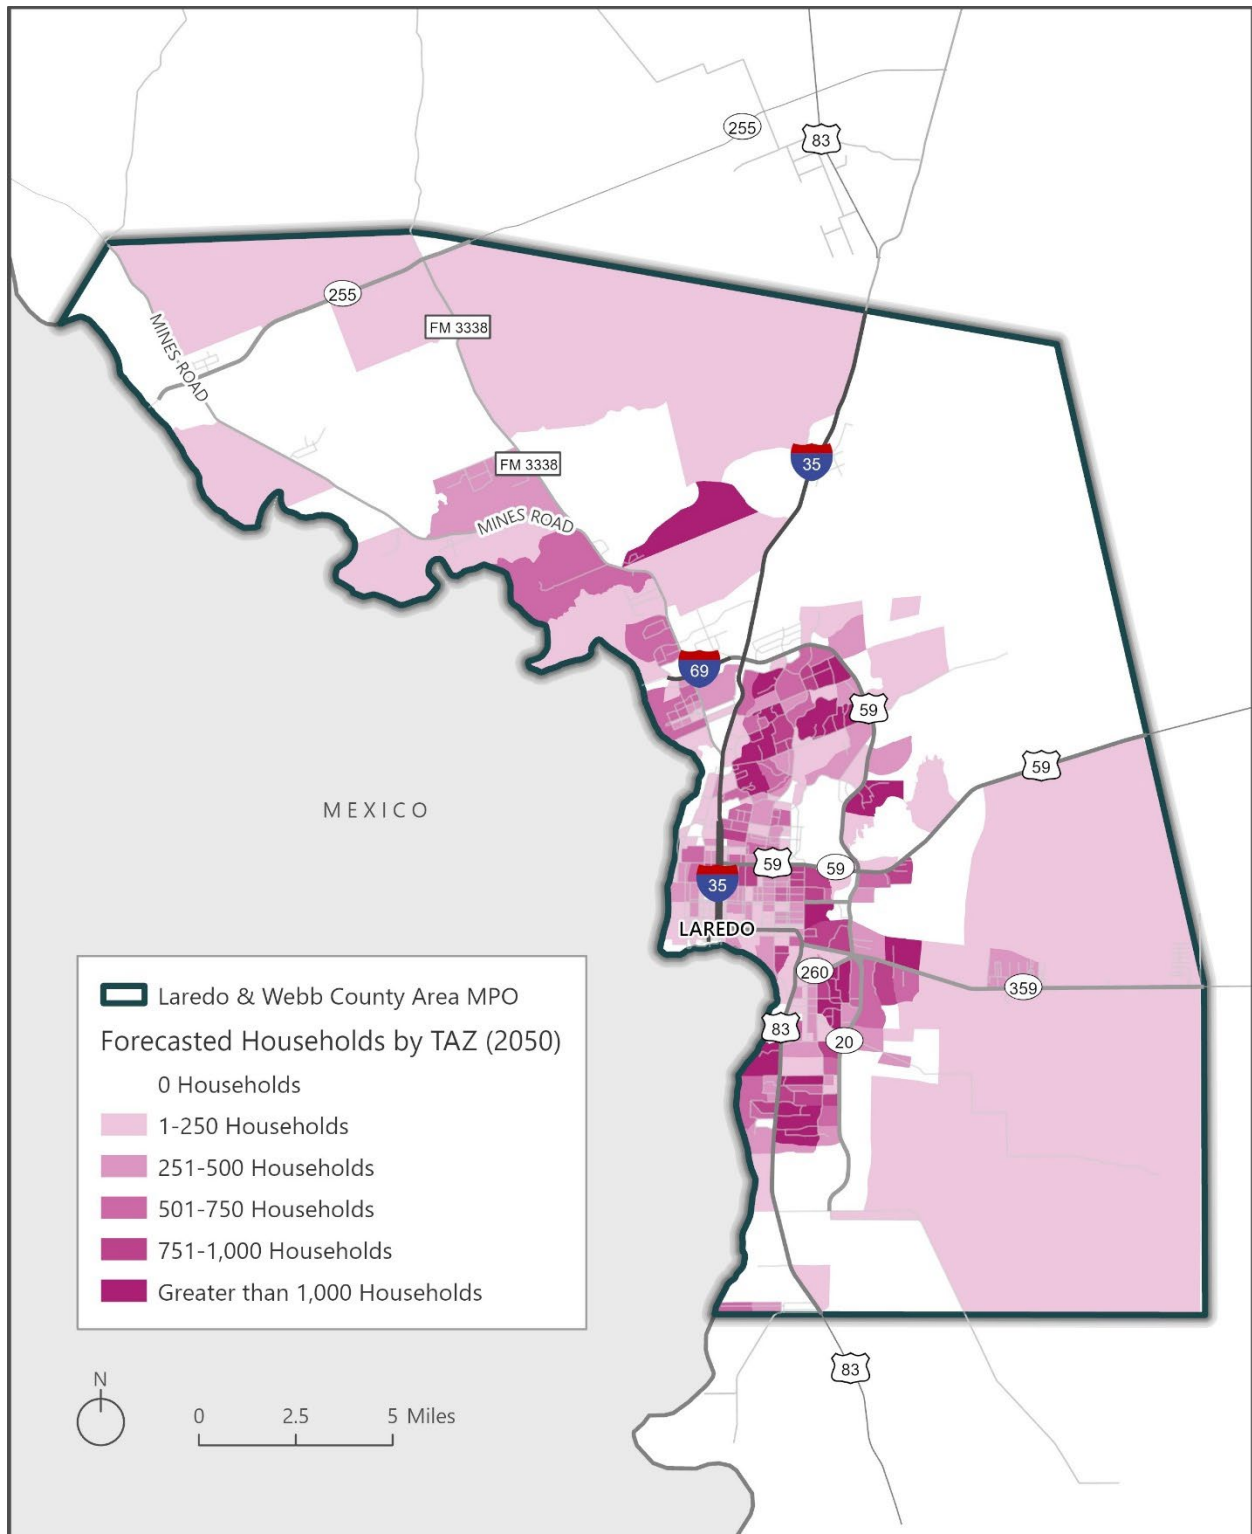 255
83
255
FM 3338
MINES ROAD
35
FM 3338
MINES ROAD
69
59
59
MEXICO
59
59
35
LAREDO
260
359
83
20
Laredo & Webb County Area MPO
Forecasted Households by TAZ (2050)
0 Households
1-250 Households
251-500 Households
501-750 Households
751-1,000 Households
Greater than 1,000 Households
83
N
0 2.5 5 Miles